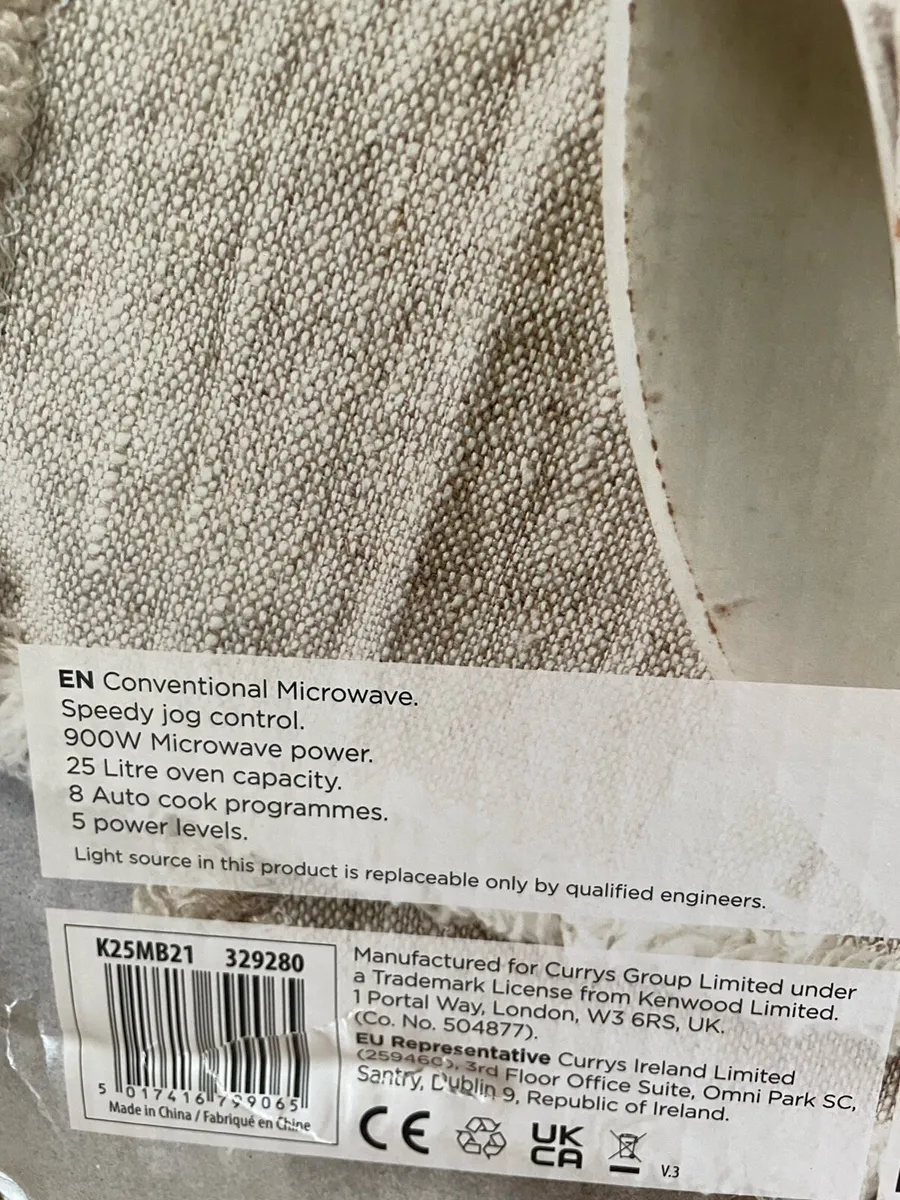 EN Conventional Microwave.
Speedy jog control.
900W Microwave power.
25 Litre oven capacity.
8 Auto cook programmes.
5 power levels.
Light source in this product is replaceable only by qualified engineers.
K25MB21 329280
5 017416 799065
Made in China / Fabriqué en Chine
Manufactured for Currys Group Limited under
a Trademark License from Kenwood Limited.
1 Portal Way, London, W3 6RS, UK.
(Co. No. 504877).
EU Representative Currys Ireland Limited
(259460), 3rd Floor Office Suite, Omni Park SC,
Santry, Dublin 9, Republic of Ireland.
CE
UK
CA
V.3